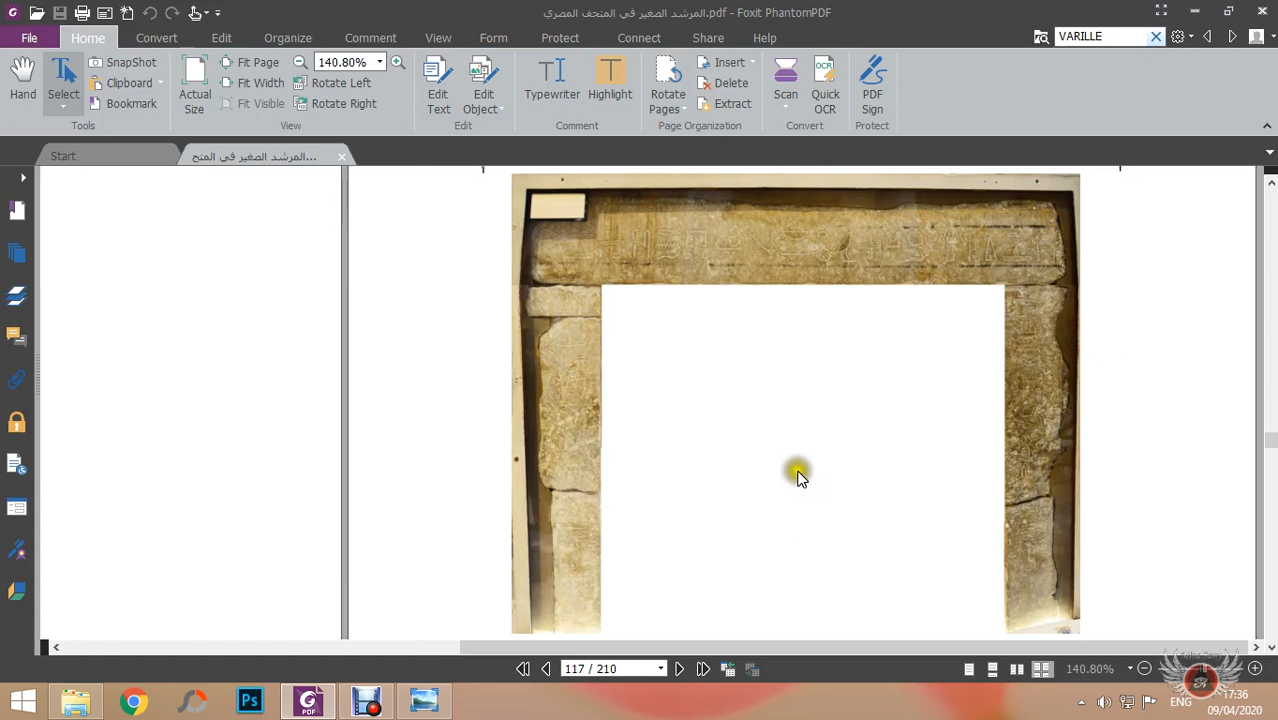 المرشد الصغير في المتحف المصري.pdf - Foxit PhantomPDF
File Home Convert Edit Organize Comment View Form Protect Connect Share Help VARILLE
Hand
Select
SnapShot
Clipboard
Bookmark
Tools
Actual Size
Fit Page
Fit Width
Fit Visible
140.80%
Rotate Left
Rotate Right
View
Edit Text
Edit Object
Edit
Typewriter
Highlight
Comment
Rotate Pages
Insert
Delete
Extract
Page Organization
Scan
Quick OCR
Convert
PDF Sign
Protect
Start
المرشد الصغير في المتح...
117 / 210
140.80%
Ps
PDF
ENG
17:36
09/04/2020